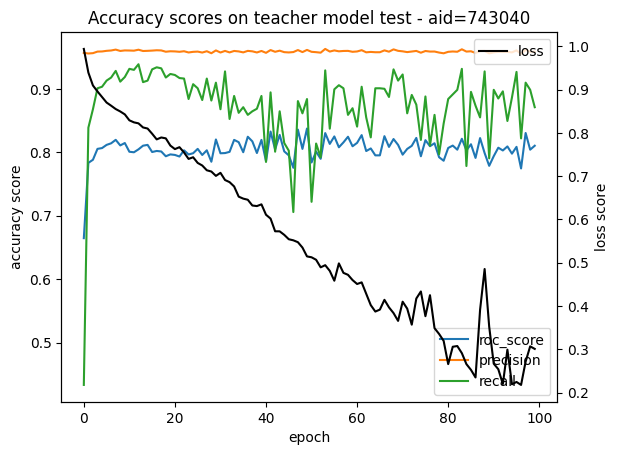 Accuracy scores on teacher model test - aid=743040
loss
1.0
0.9
0.8
0.7
0.6
0.5
0.4
0.3
0.2
loss score
0.9
0.8
0.7
0.6
0.5
accuracy score
roc_score
precision
recall
0
20
40
60
80
100
epoch